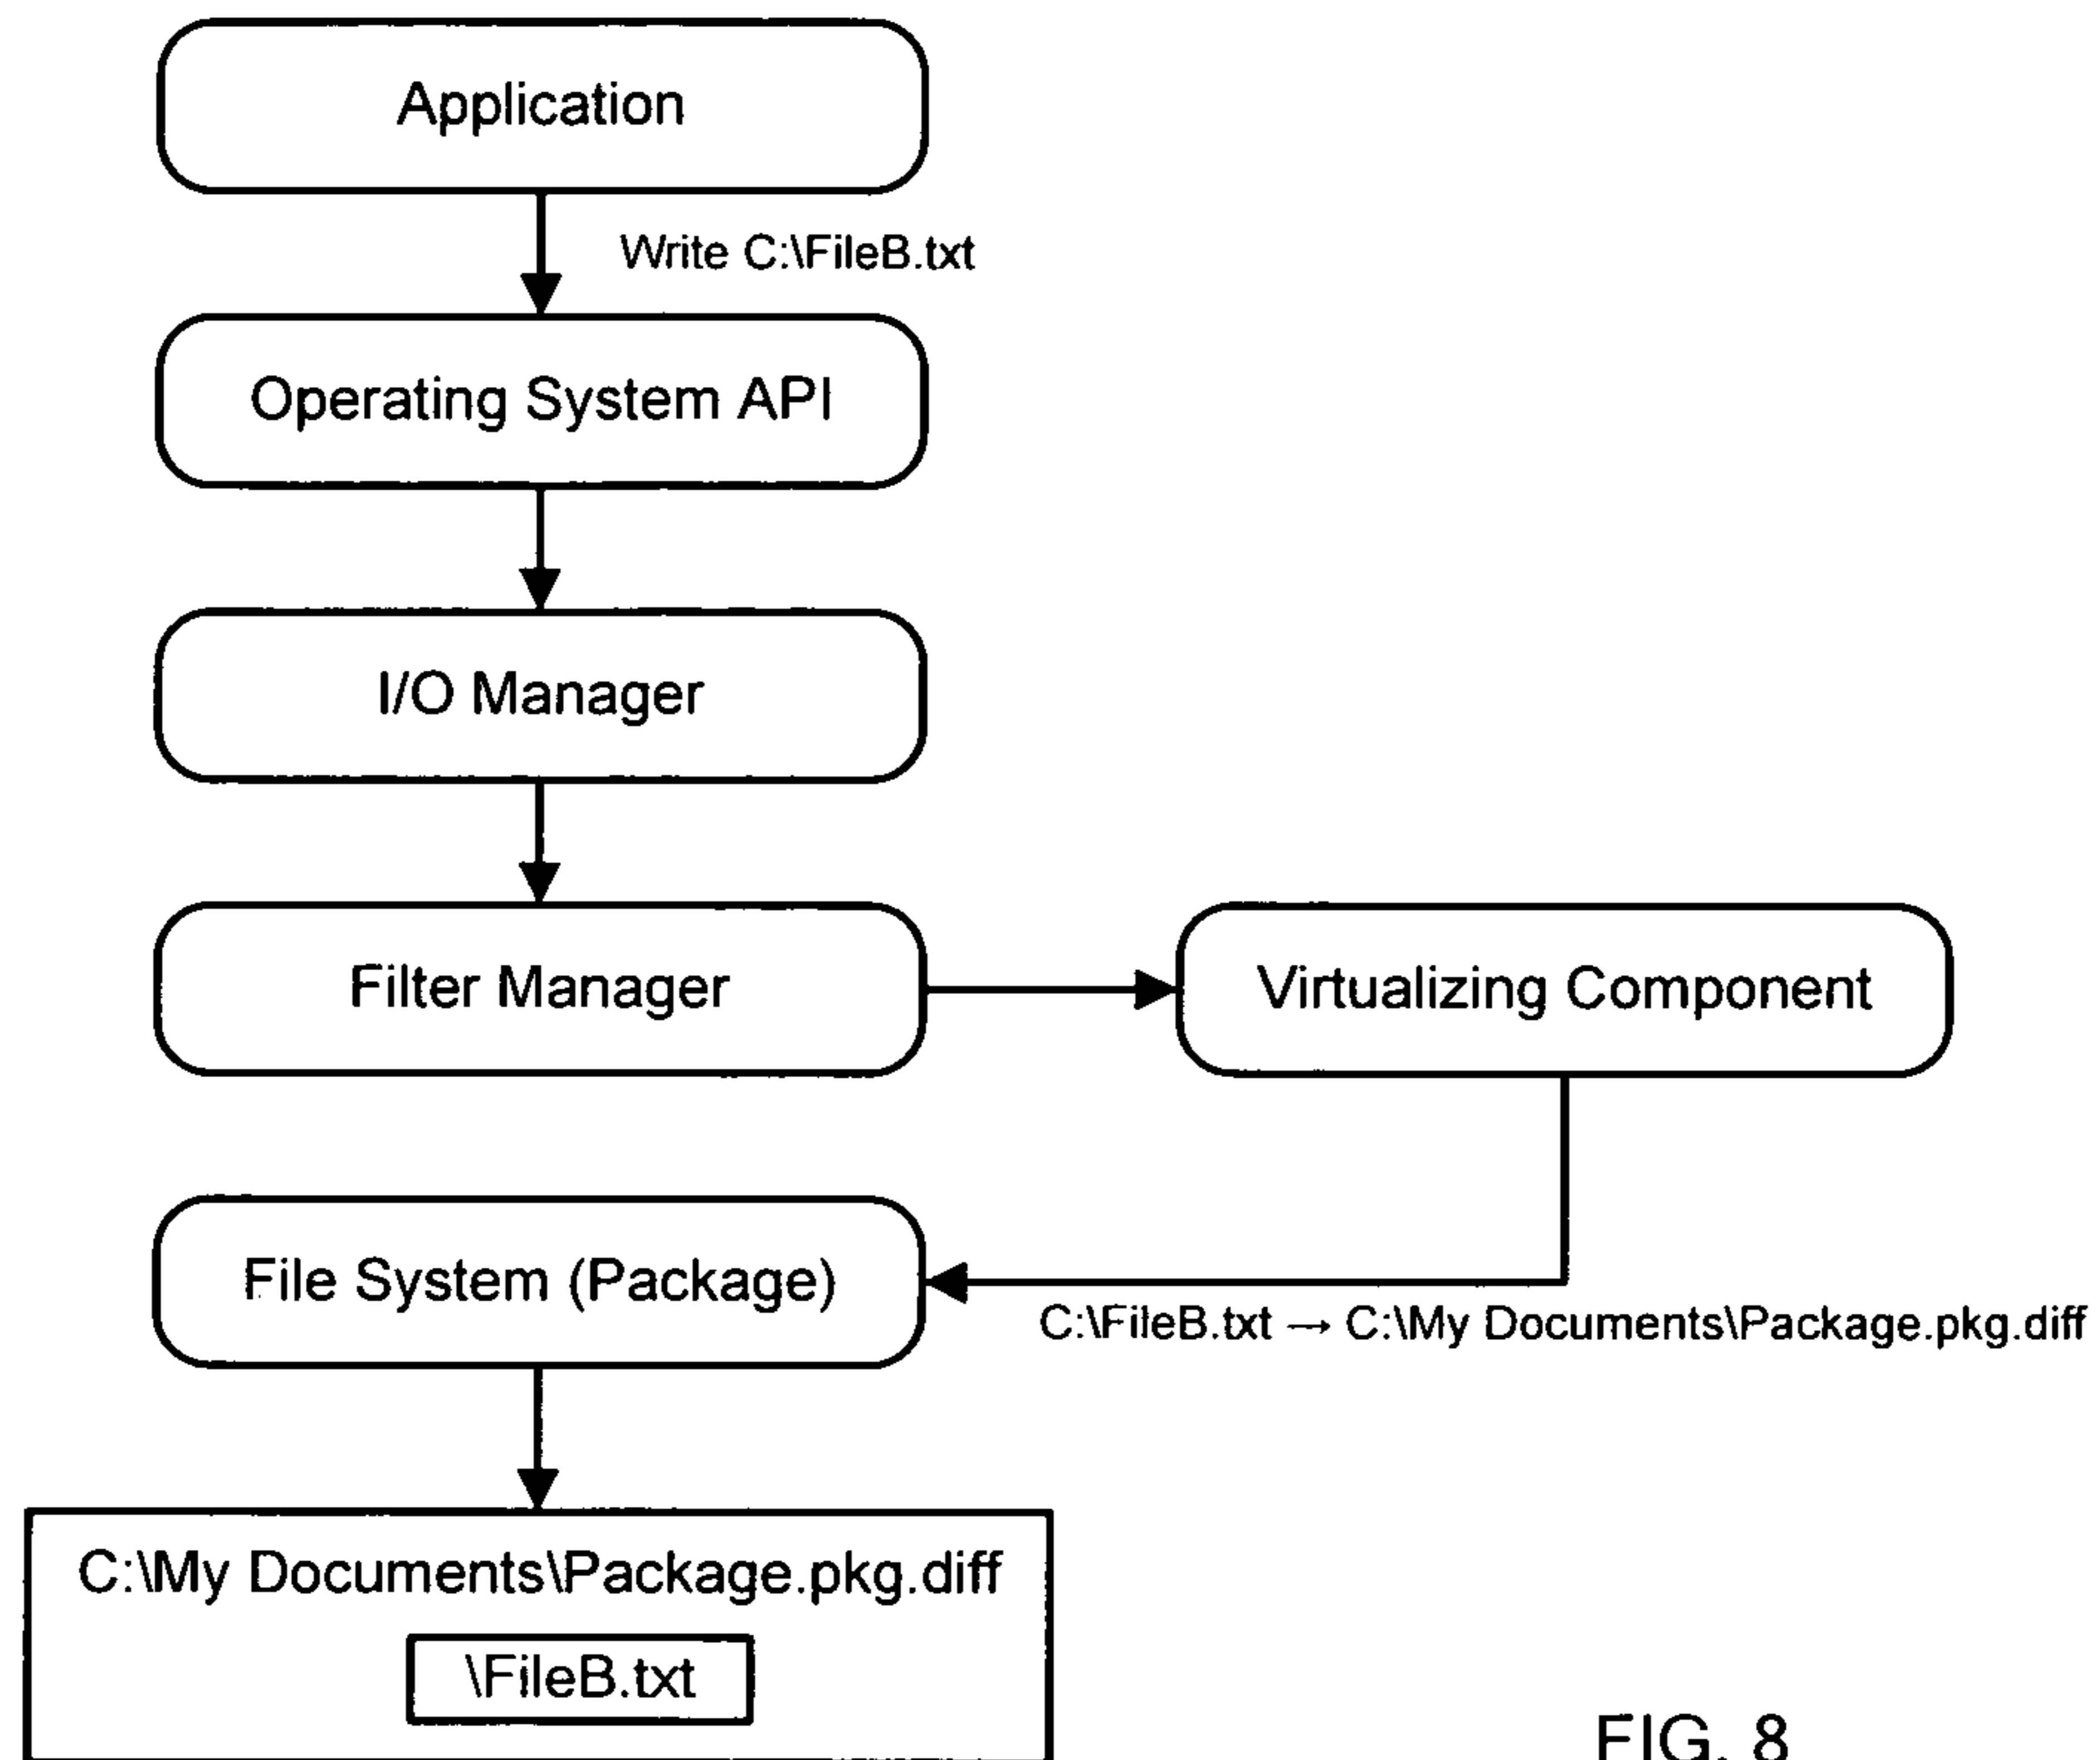 Application
Write C:\FileB.txt
Operating System API
I/O Manager
Filter Manager
Virtualizing Component
File System (Package)
C:\FileB.txt → C:\My Documents\Package.pkg.diff
C:\My Documents\Package.pkg.diff
\FileB.txt
FIG. 8